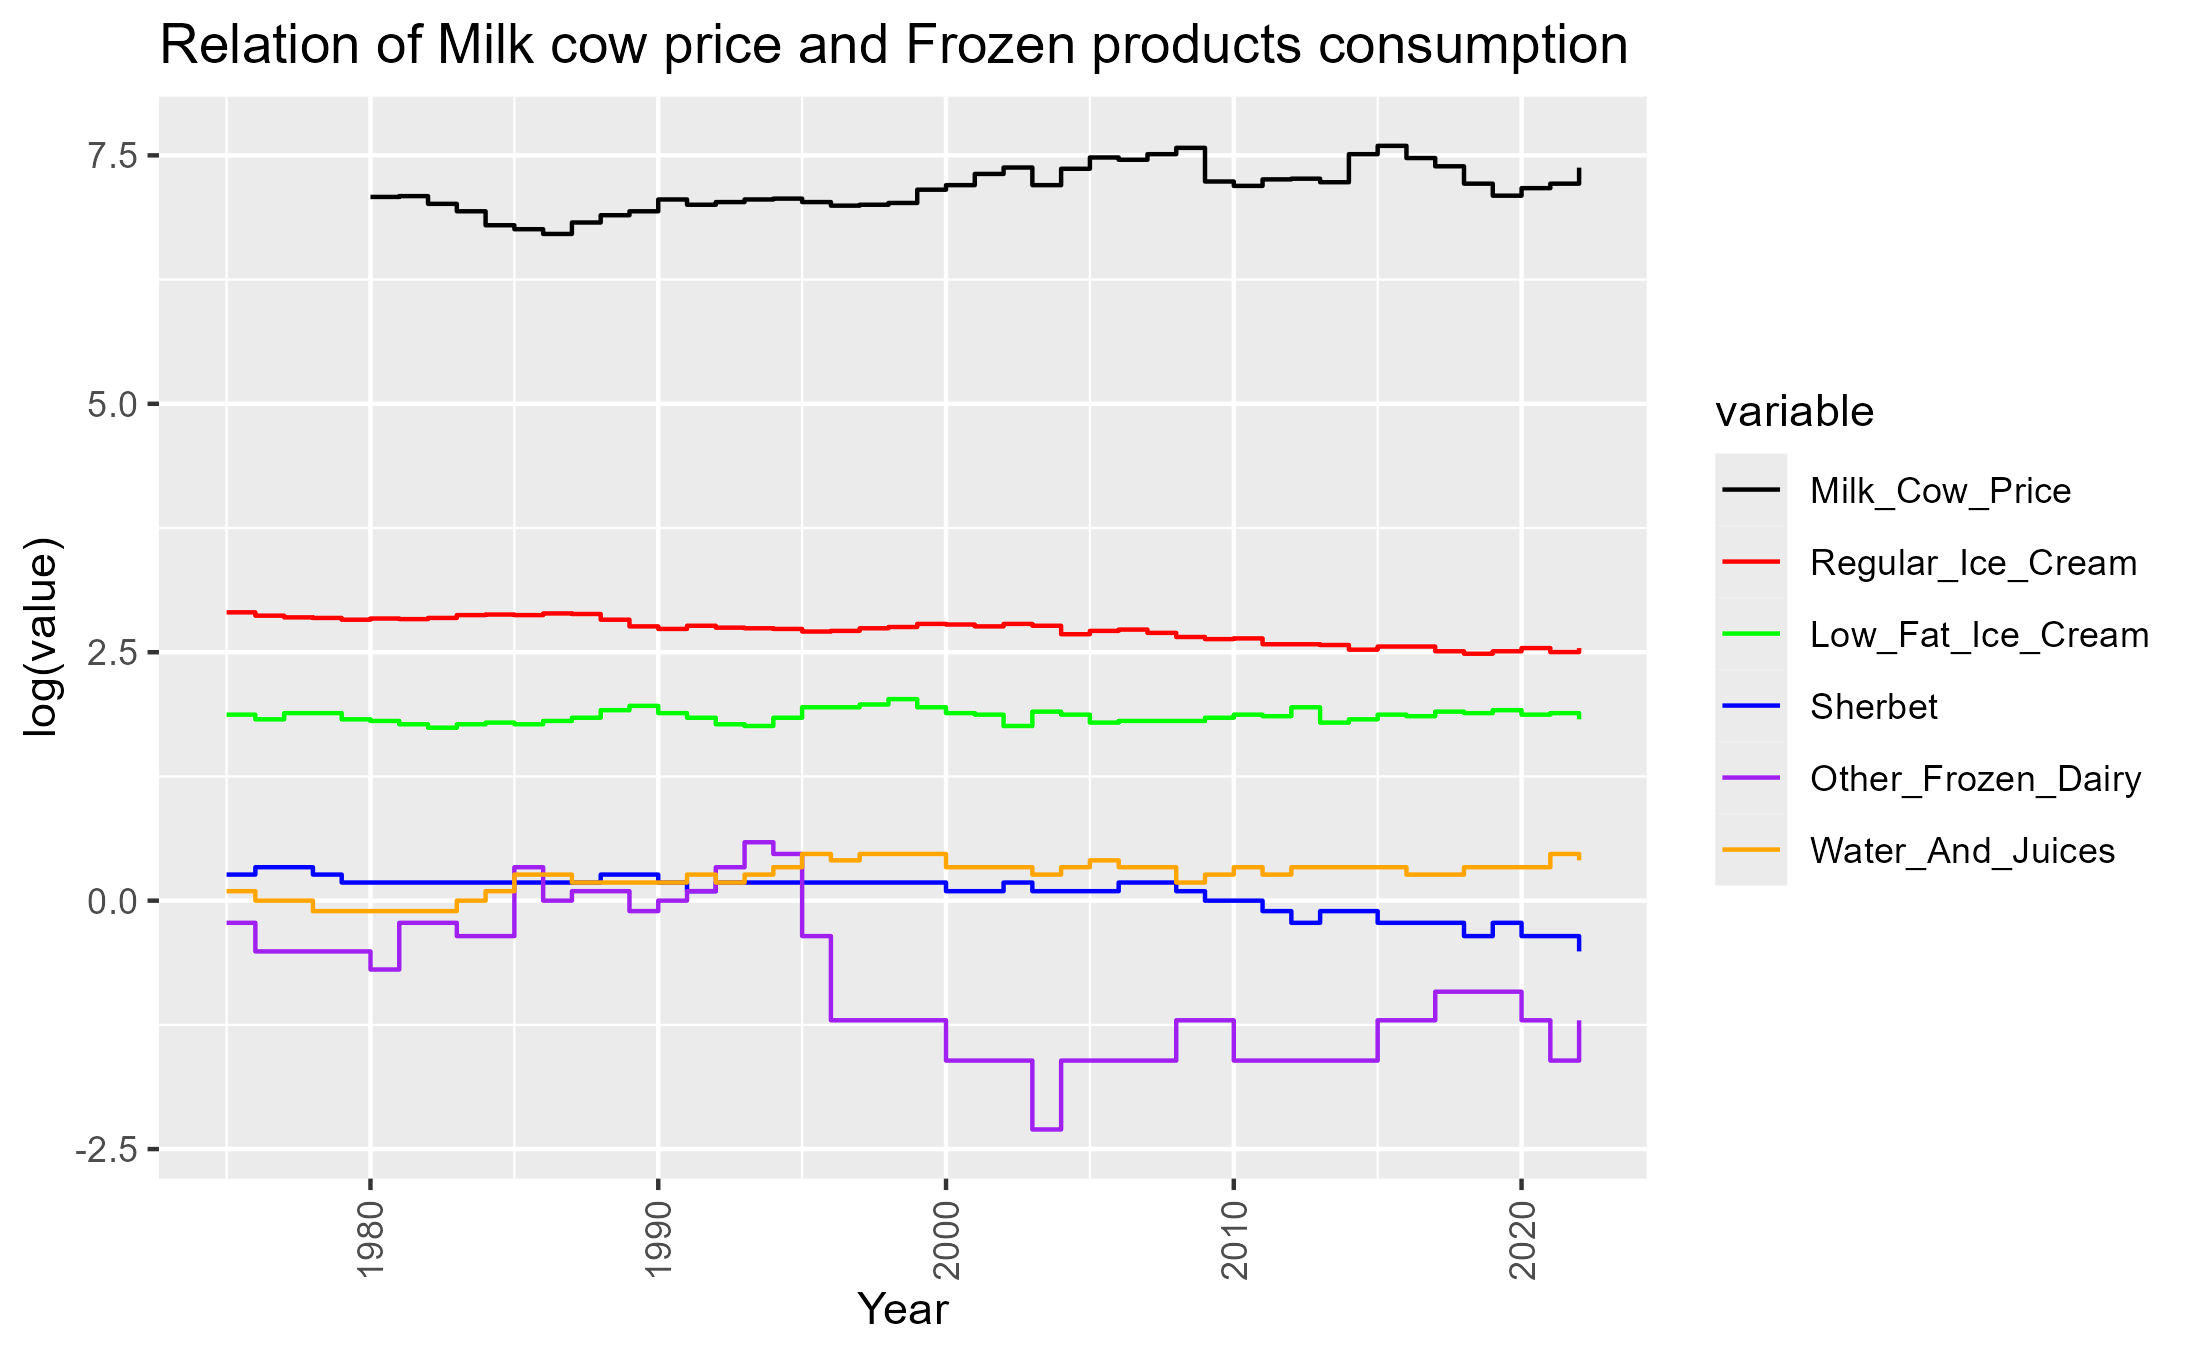 Relation of Milk cow price and Frozen products consumption
7.5
5.0
2.5
0.0
-2.5
log(value)
1980
1990
2000
2010
2020
Year
variable
Milk_Cow_Price
Regular_Ice_Cream
Low_Fat_Ice_Cream
Sherbet
Other_Frozen_Dairy
Water_And_Juices